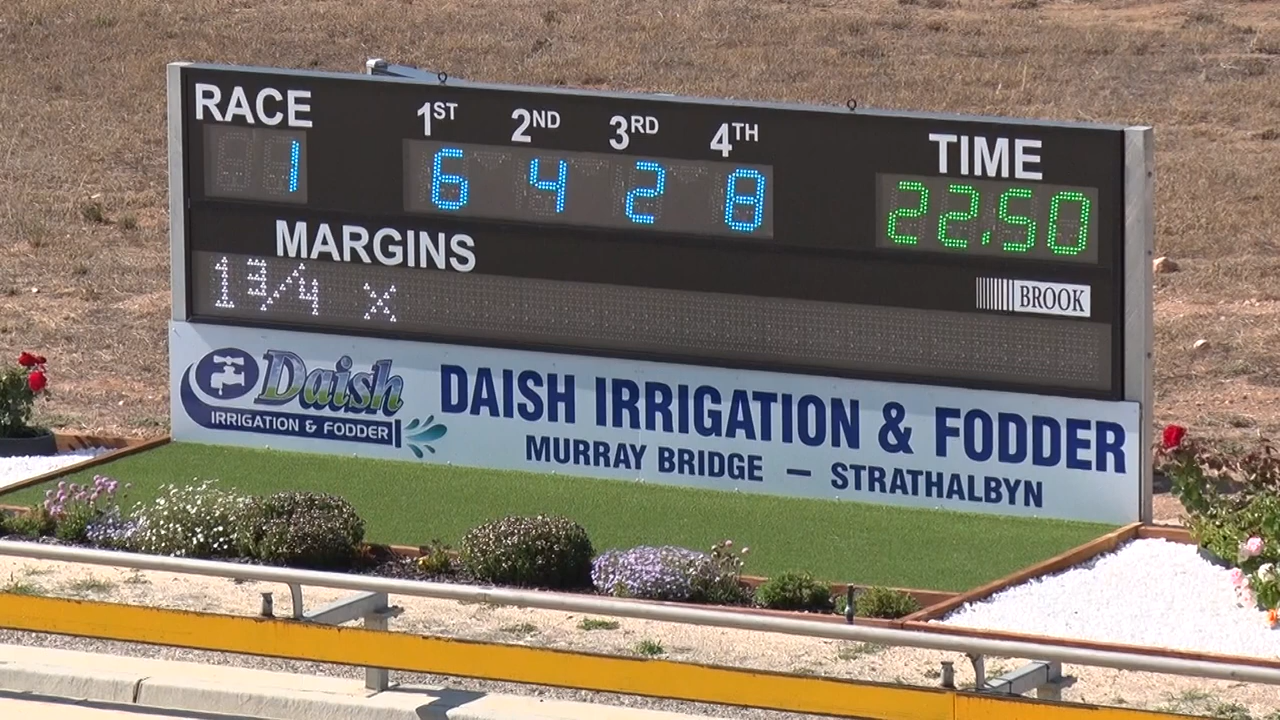 RACE 1ST 2ND 3RD 4TH TIME
1 6 4 2 8 22.50
MARGINS
1 3/4 x
BROOK
Daish
IRRIGATION & FODDER
DAISH IRRIGATION & FODDER
MURRAY BRIDGE – STRATHALBYN